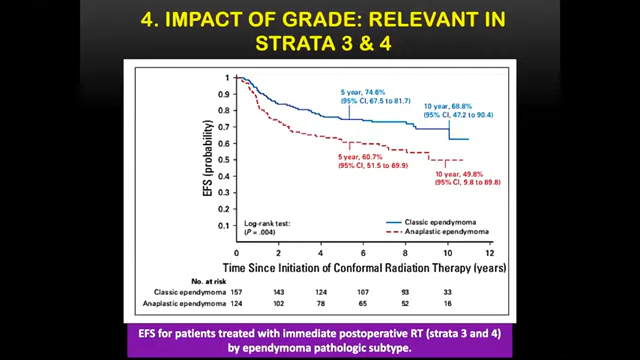 4. IMPACT OF GRADE: RELEVANT IN
STRATA 3 & 4
1
0.9
0.8
0.7
0.6
0.5
0.4
0.3
0.2
0.1
EFS (probability)
5 year, 74.6%
(95% CI, 67.5 to 81.7)
10 year, 68.8%
(95% CI, 47.2 to 90.4)
5 year, 60.7%
(95% CI, 51.5 to 69.9)
10 year, 49.8%
(95% CI, 9.8 to 89.8)
Log-rank test:
(P = .004)
Classic ependymoma
Anaplastic ependymoma
0 2 4 6 8 10 12
Time Since Initiation of Conformal Radiation Therapy (years)
No. at risk
Classic ependymoma 157 143 124 107 93 33
Anaplastic ependymoma 124 102 78 65 52 16
EFS for patients treated with immediate postoperative RT (strata 3 and 4)
by ependymoma pathologic subtype.